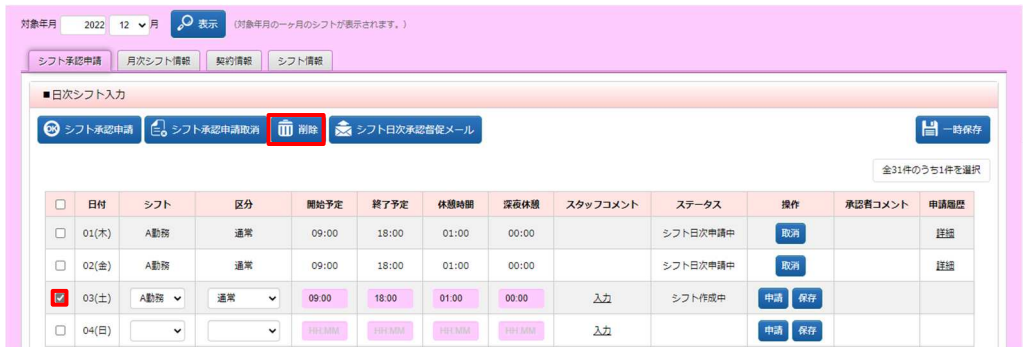 対象年月 2022 12 月 表示 (対象年月の一ヶ月のシフトが表示されます。)
シフト承認申請 月次シフト情報 契約情報 シフト情報
■日次シフト入力
OK シフト承認申請 シフト承認申請取消 削除 シフト日次承認督促メール 一時保存
全31件のうち1件を選択
日付 シフト 区分 開始予定 終了予定 休憩時間 深夜休憩 スタッフコメント ステータス 操作 承認者コメント 申請履歴
01(木) A勤務 通常 09:00 18:00 01:00 00:00 シフト日次申請中 取消 詳細
02(金) A勤務 通常 09:00 18:00 01:00 00:00 シフト日次申請中 取消 詳細
03(土) A勤務 通常 09:00 18:00 01:00 00:00 入力 シフト作成中 申請 保存
04(日) HH:MM HH:MM HH:MM HH:MM 入力 申請 保存